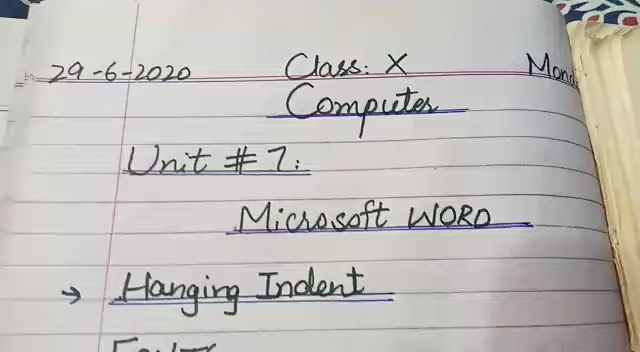 29-6-2020 Class: X
Computer
Unit # 7:
Microsoft WORD
→ Hanging Indent